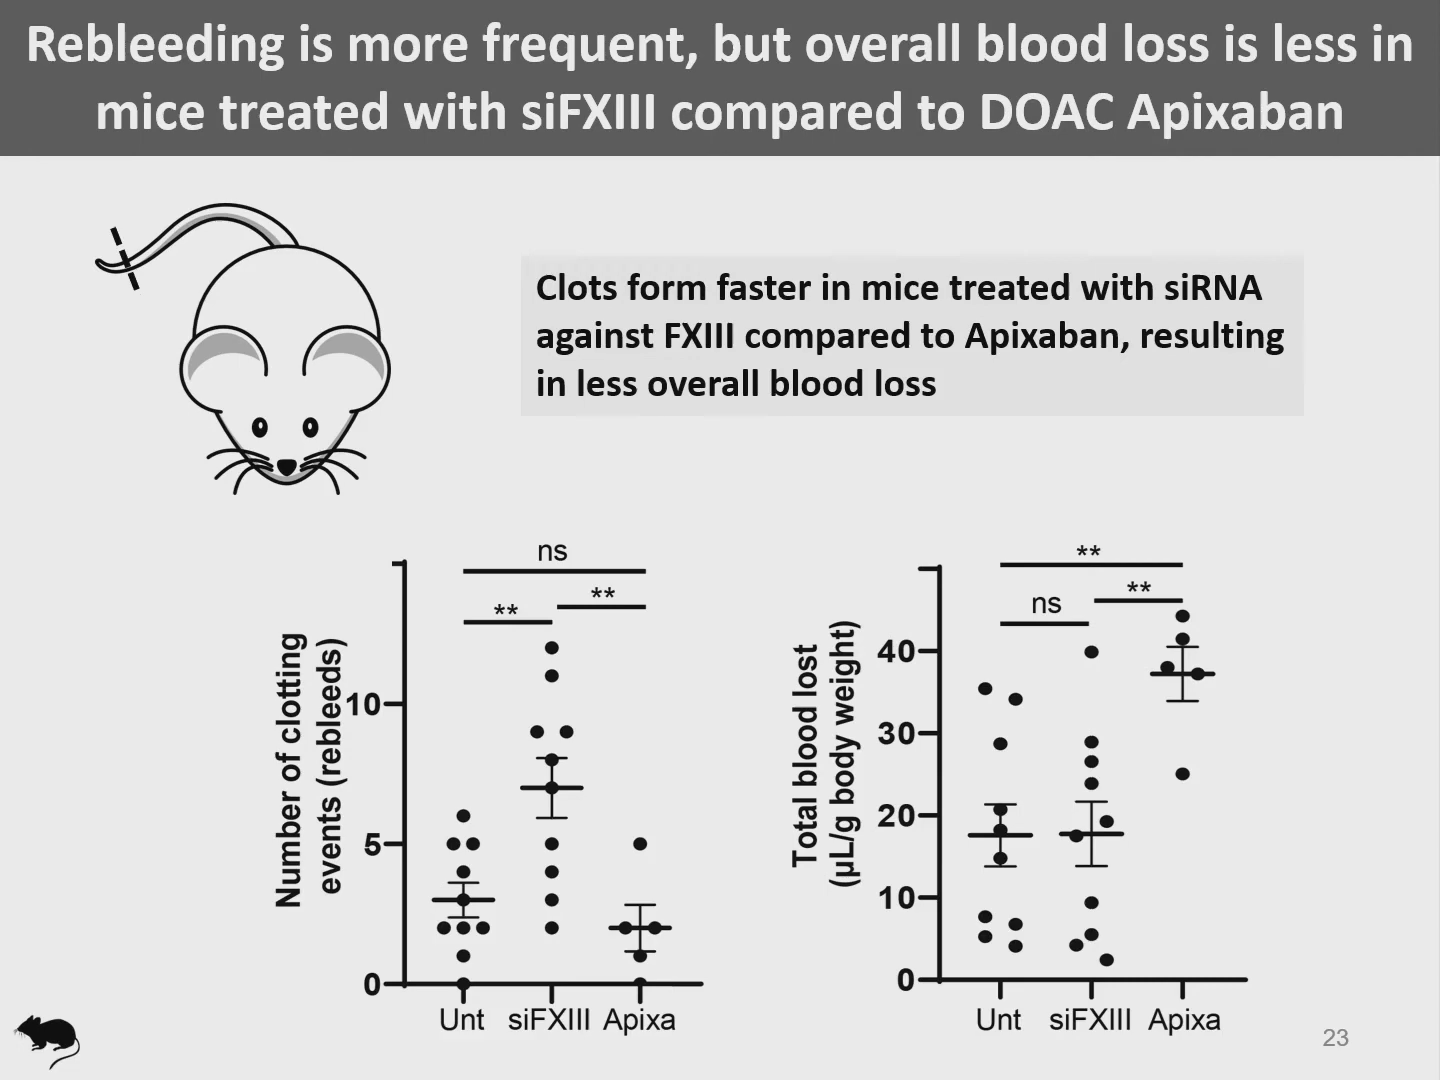 Rebleeding is more frequent, but overall blood loss is less in
mice treated with siFXIII compared to DOAC Apixaban
Clots form faster in mice treated with siRNA
against FXIII compared to Apixaban, resulting
in less overall blood loss
Number of clotting
events (rebleeds)
10
5
0
ns
**
**
Unt siFXIII Apixa
Total blood lost
(µL/g body weight)
40
30
20
10
0
**
**
ns
Unt siFXIII Apixa
23